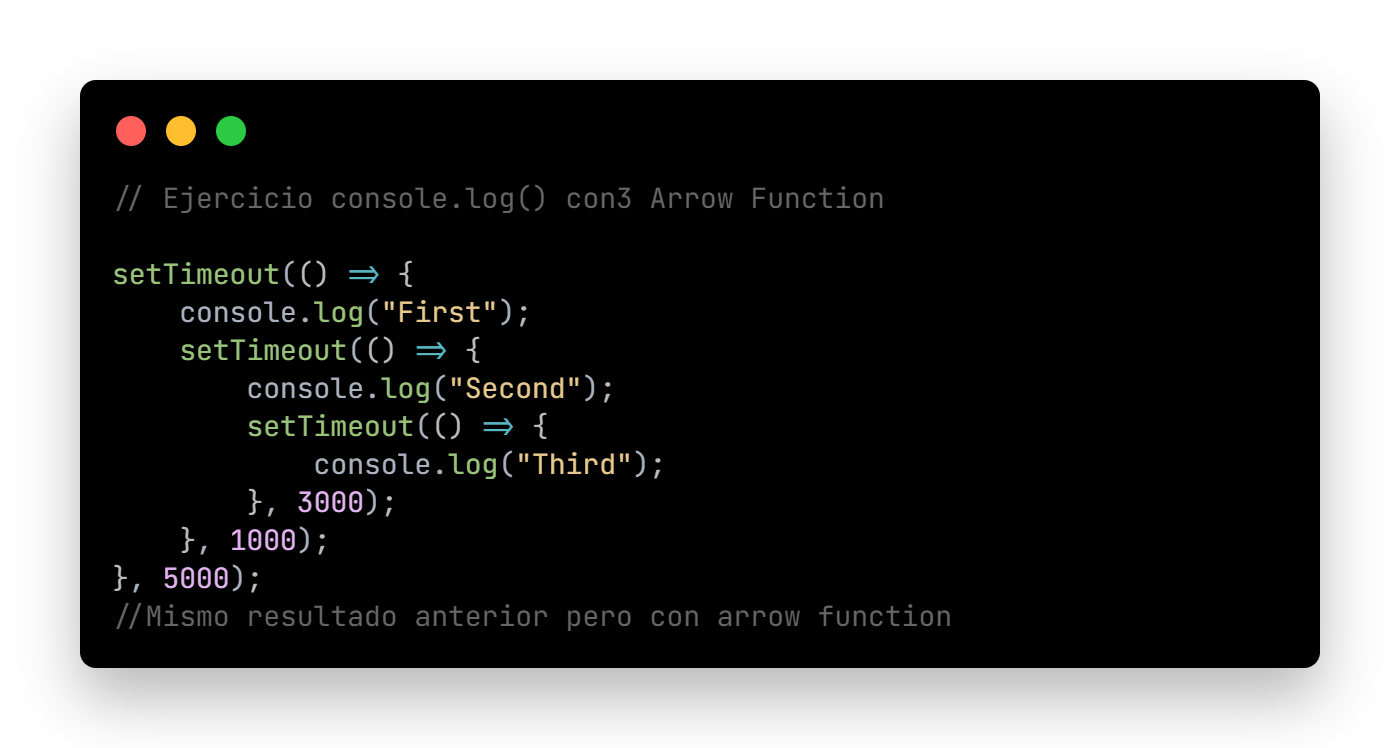 // Ejercicio console.log() con3 Arrow Function
setTimeout(() => {
    console.log("First");
    setTimeout(() => {
        console.log("Second");
        setTimeout(() => {
            console.log("Third");
        }, 3000);
    }, 1000);
}, 5000);
//Mismo resultado anterior pero con arrow function